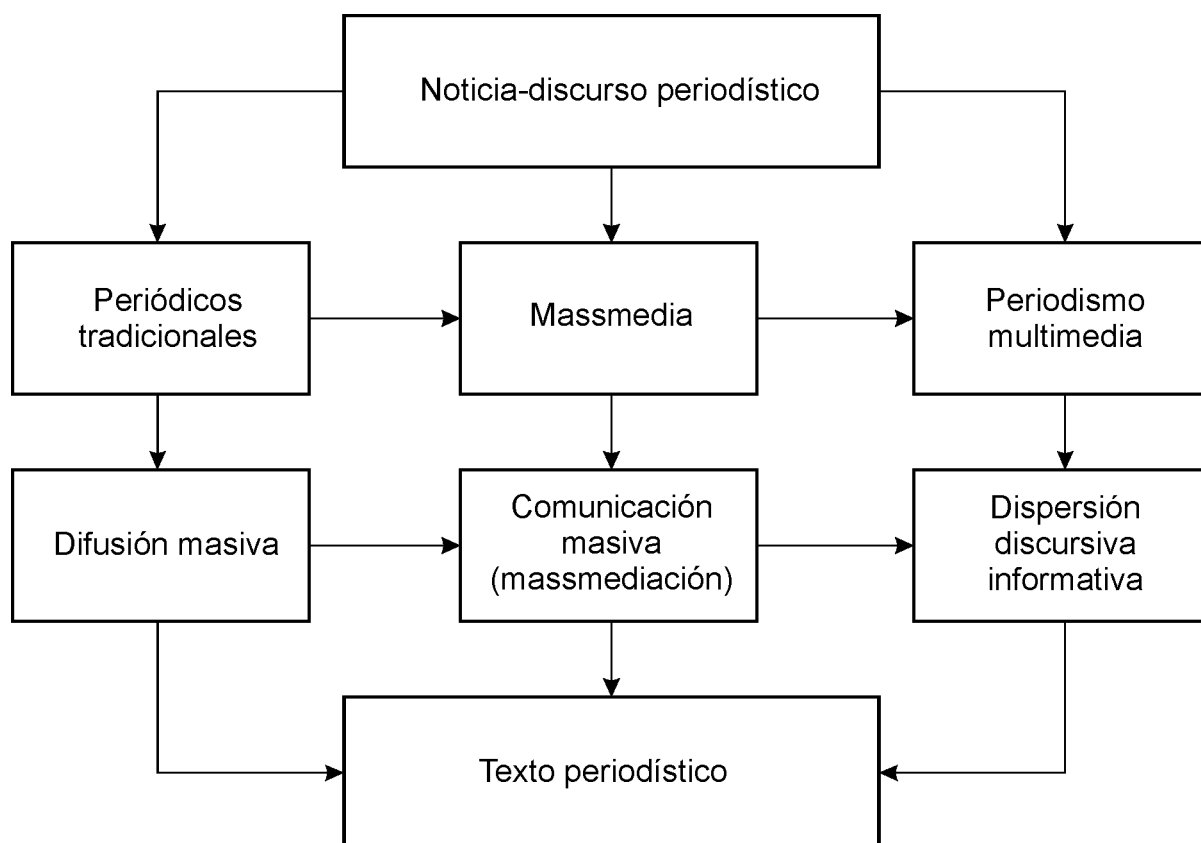 Noticia-discurso periodístico
Periódicos
tradicionales
Massmedia
Periodismo
multimedia
Difusión masiva
Comunicación
masiva
(massmediación)
Dispersión
discursiva
informativa
Texto periodístico